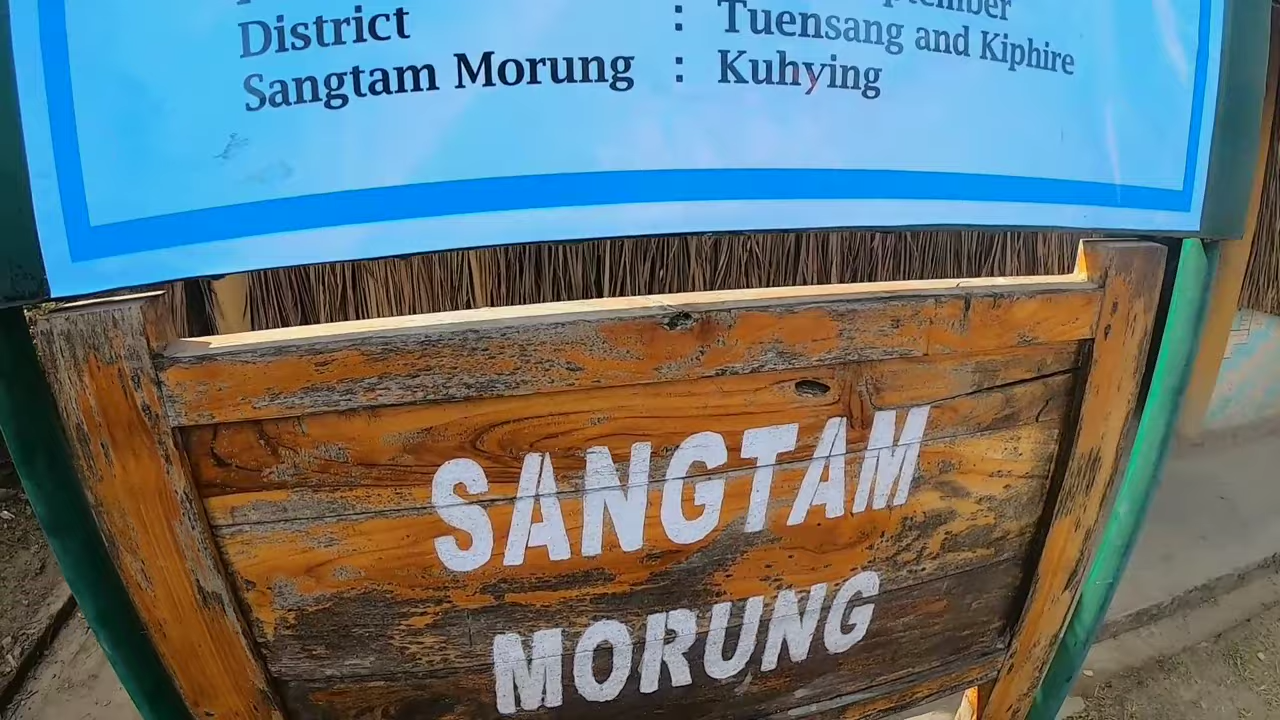 District : Tuensang and Kiphire
Sangtam Morung : Kuhying
SANGTAM
MORUNG